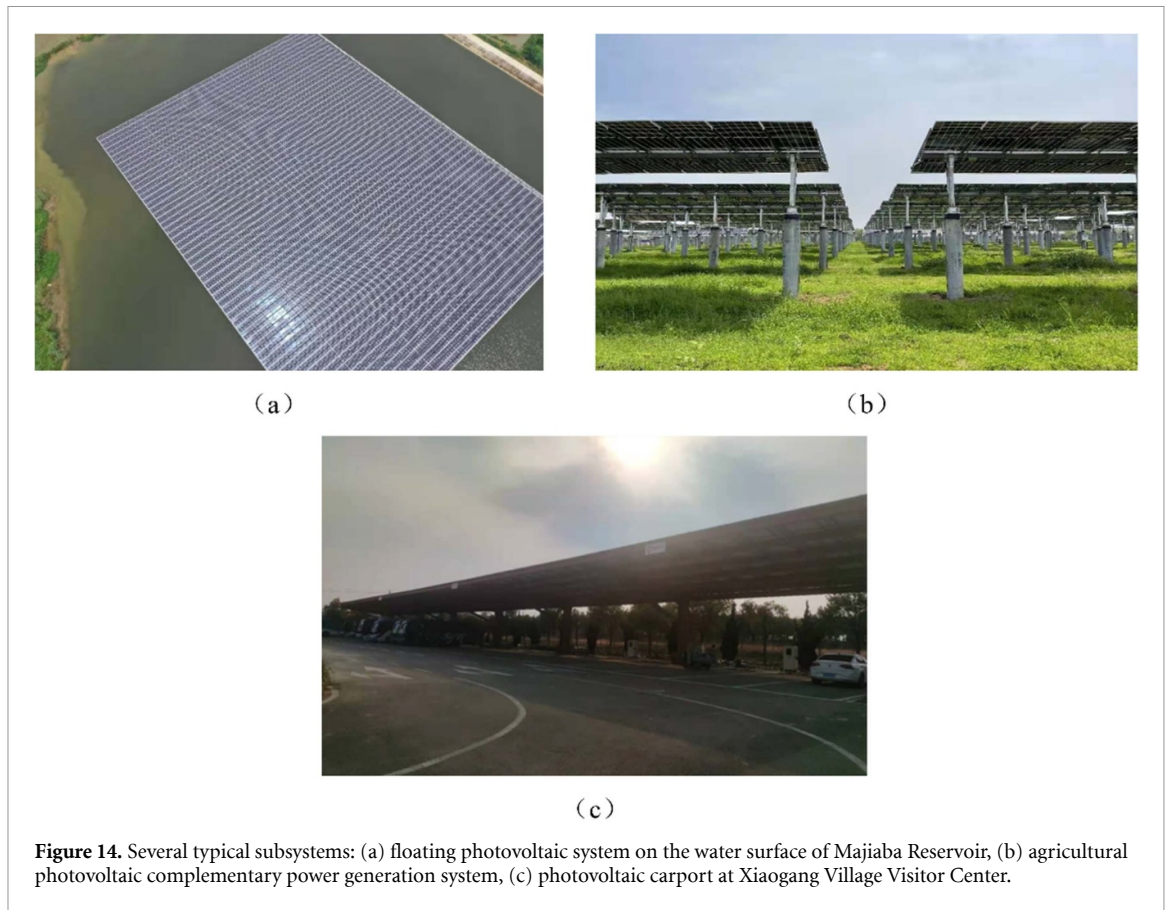 (a)
(b)
(c)
Figure 14. Several typical subsystems: (a) floating photovoltaic system on the water surface of Majiaba Reservoir, (b) agricultural
photovoltaic complementary power generation system, (c) photovoltaic carport at Xiaogang Village Visitor Center.